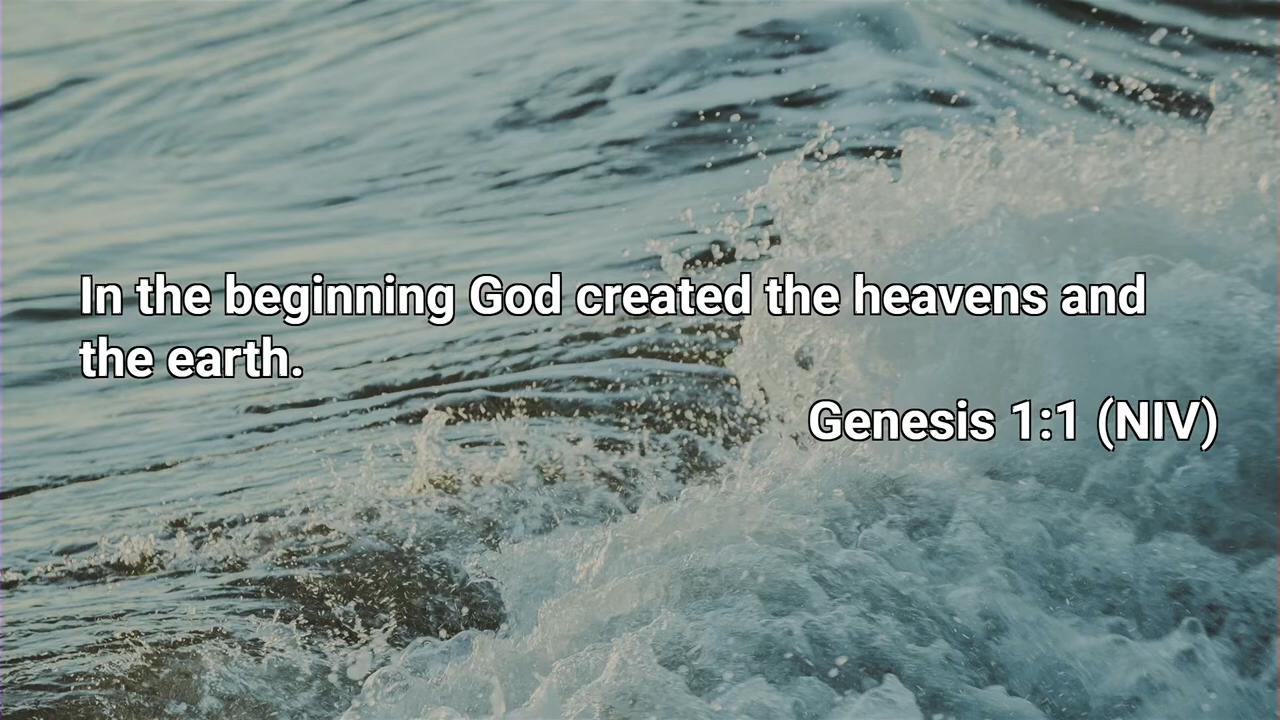 In the beginning God created the heavens and
the earth.
Genesis 1:1 (NIV)